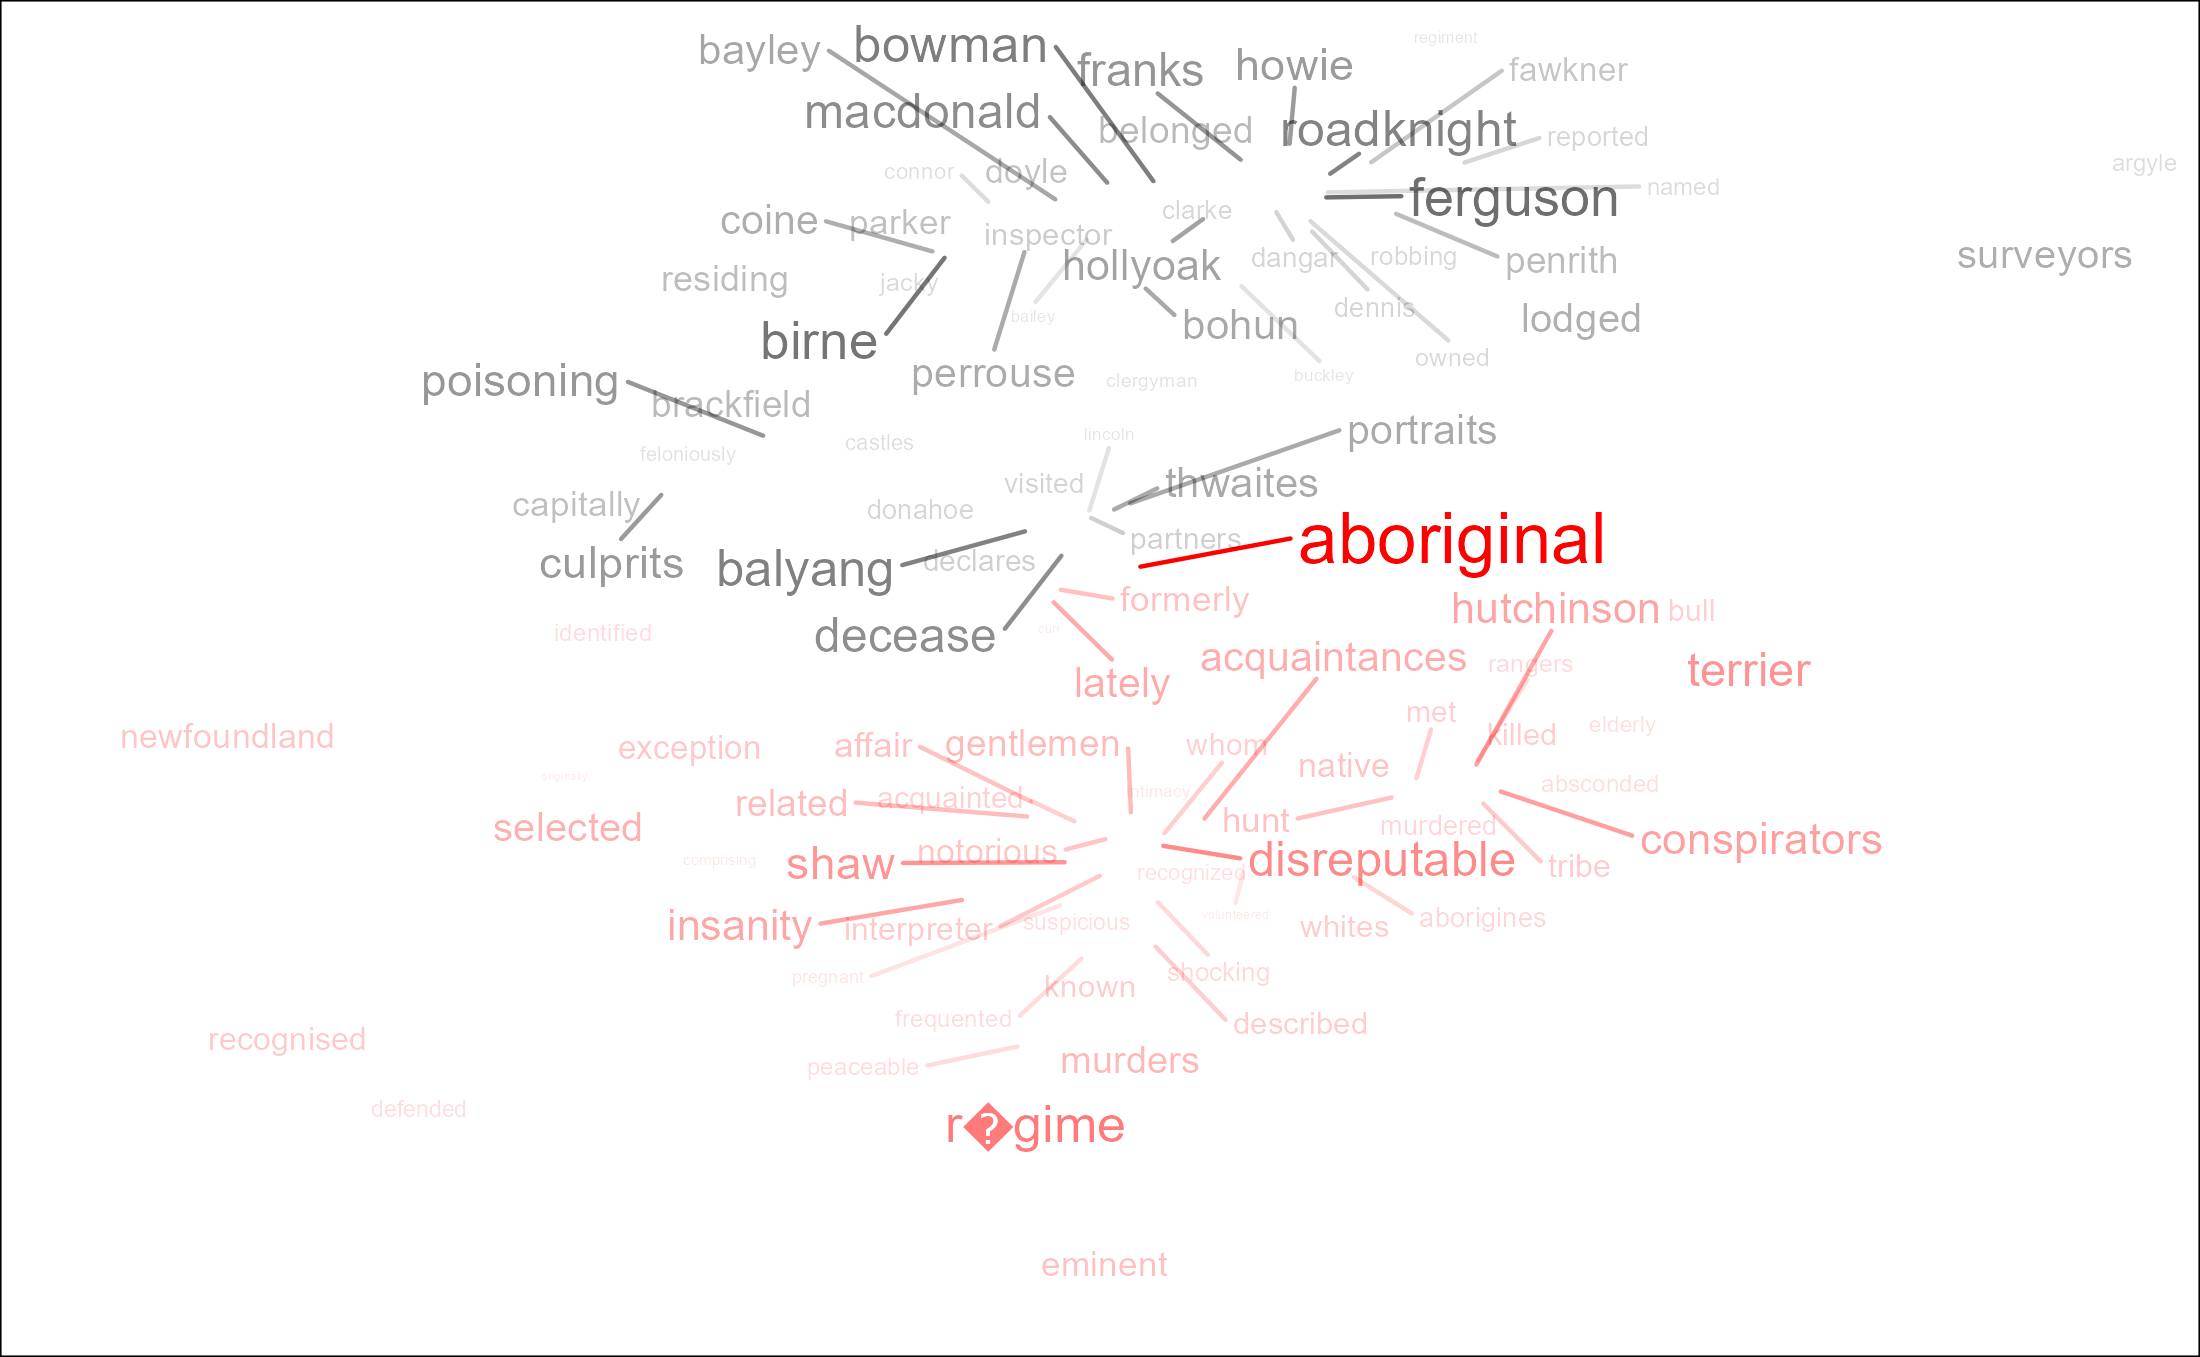 regiment
bayley
bowman
franks
howie
fawkner
macdonald
belonged
roadknight
reported
argyle
connor
doyle
named
ferguson
coine
parker
clarke
inspector
hollyoak
dangar
robbing
penrith
surveyors
residing
jacky
bailey
bohun
dennis
lodged
birne
owned
poisoning
perrouse
clergyman
buckley
brackfield
portraits
lincoln
castles
feloniously
visited
thwaites
capitally
donahoe
partners
aboriginal
culprits
balyang
declares
formerly
hutchinson
bull
identified
decease
curr
lately
acquaintances
rangers
terrier
newfoundland
exception
affair
gentlemen
whom
met
killed
elderly
native
originally
related
acquainted
intimacy
absconded
selected
hunt
murdered
conspirators
comprising
shaw
notorious
recognized
disreputable
tribe
insanity
interpreter
suspicious
volunteered
whites
aborigines
pregnant
known
shocking
recognised
frequented
described
peaceable
murders
defended
r�gime
eminent